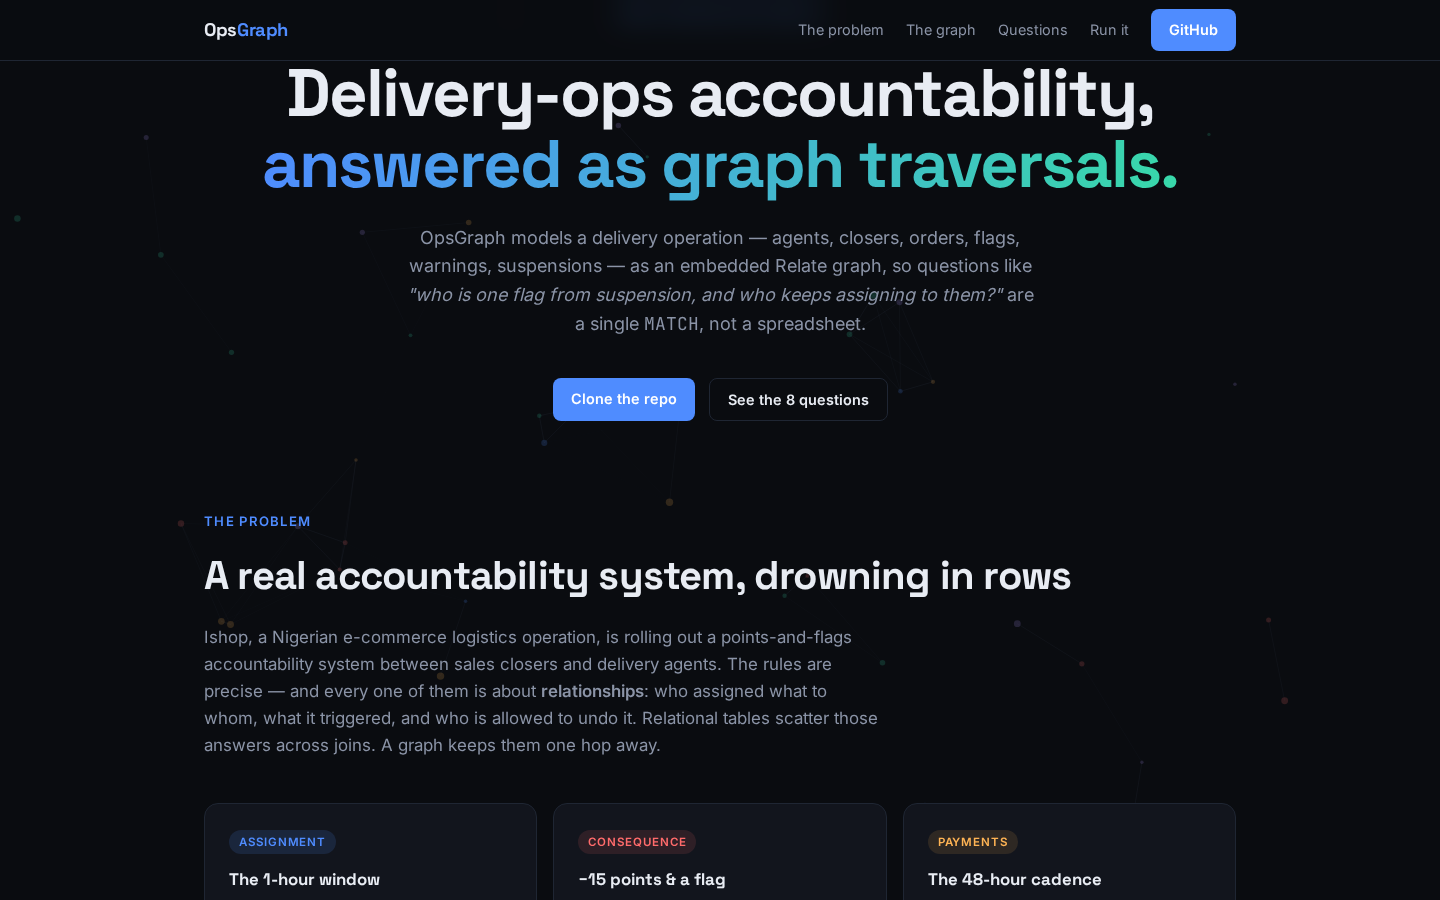 OpsGraph
The problem
The graph
Questions
Run it
GitHub
Delivery-ops accountability,
answered as graph traversals.
OpsGraph models a delivery operation — agents, closers, orders, flags,
warnings, suspensions — as an embedded Relate graph, so questions like
"who is one flag from suspension, and who keeps assigning to them?" are
a single MATCH, not a spreadsheet.
Clone the repo
See the 8 questions
THE PROBLEM
A real accountability system, drowning in rows
Ishop, a Nigerian e-commerce logistics operation, is rolling out a points-and-flags
accountability system between sales closers and delivery agents. The rules are
precise — and every one of them is about relationships: who assigned what to
whom, what it triggered, and who is allowed to undo it. Relational tables scatter those
answers across joins. A graph keeps them one hop away.
ASSIGNMENT
The 1-hour window
CONSEQUENCE
−15 points & a flag
PAYMENTS
The 48-hour cadence